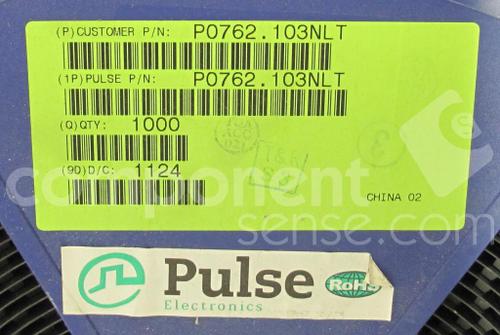 (P)CUSTOMER P/N: P0762.103NLT
(1P)PULSE P/N: P0762.103NLT
(Q)QTY: 1000
T&R
(9D)D/C: 1124
CHINA 02
component
sense.com
Pulse
Electronics
RoHS